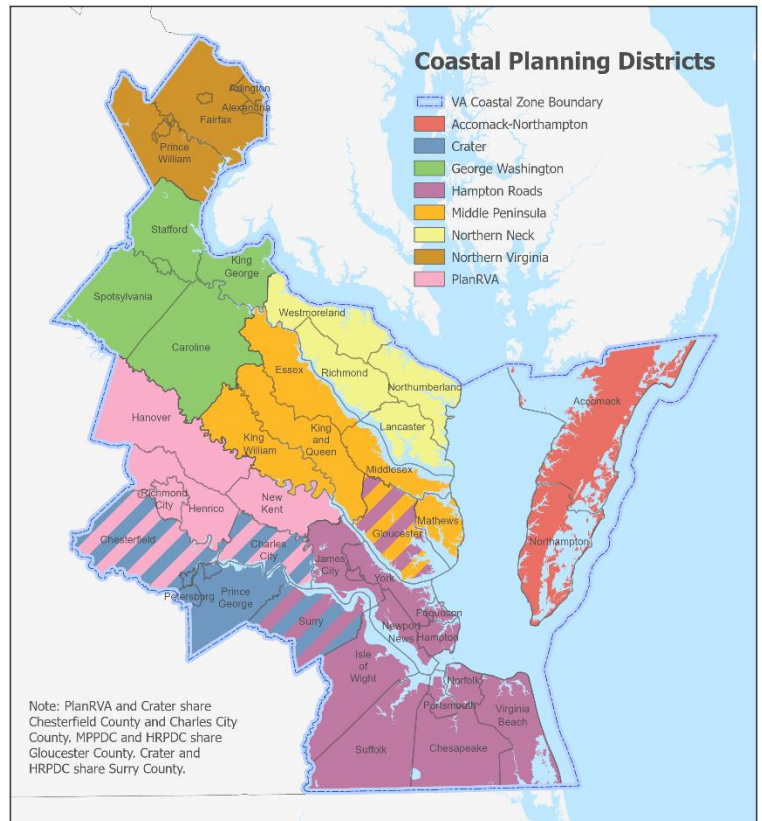 Coastal Planning Districts
VA Coastal Zone Boundary
Accomack-Northampton
Crater
George Washington
Hampton Roads
Middle Peninsula
Northern Neck
Northern Virginia
PlanRVA
Arlington
Alexandria
Fairfax
Prince
William
Stafford
King
George
Spotsylvania
Caroline
Westmoreland
Richmond
Northumberland
Lancaster
Essex
King
and
Queen
King
William
Middlesex
Mathews
Gloucester
Accomack
Northampton
Hanover
Richmond
City
Henrico
New
Kent
Chesterfield
Charles
City
James
City
York
Petersburg
Prince
George
Surry
Newport
News
Poquoson
Hampton
Isle
of
Wight
Norfolk
Portsmouth
Virginia
Beach
Suffolk
Chesapeake
Note: PlanRVA and Crater share
Chesterfield County and Charles City
County. MPPDC and HRPDC share
Gloucester County. Crater and
HRPDC share Surry County.